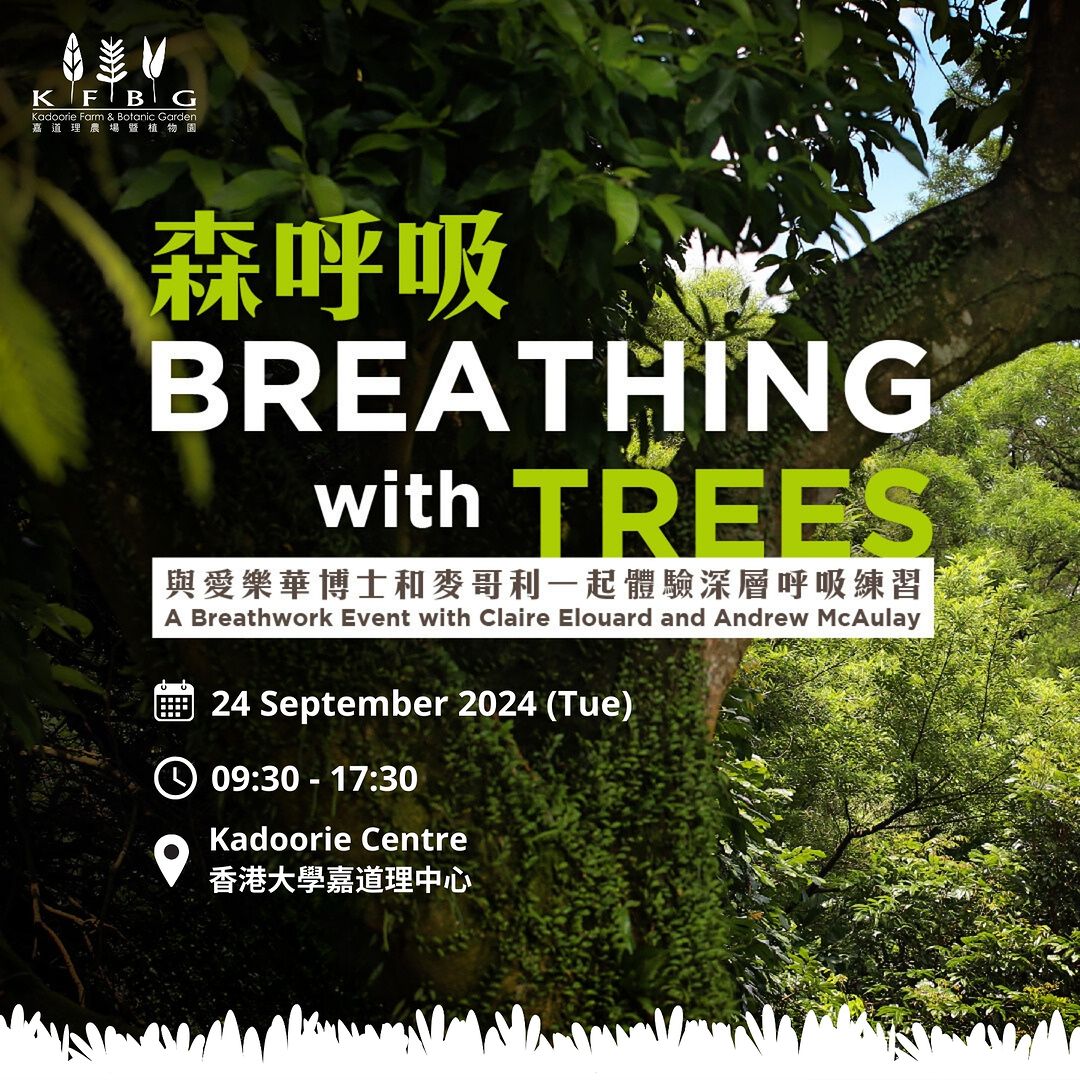 K F B G
Kadoorie Farm & Botanic Garden
嘉道理農場暨植物園
森呼吸
BREATHING
with TREES
與愛樂華博士和麥哥利一起體驗深層呼吸練習
A Breathwork Event with Claire Elouard and Andrew McAulay
24 September 2024 (Tue)
09:30 - 17:30
Kadoorie Centre
香港大學嘉道理中心